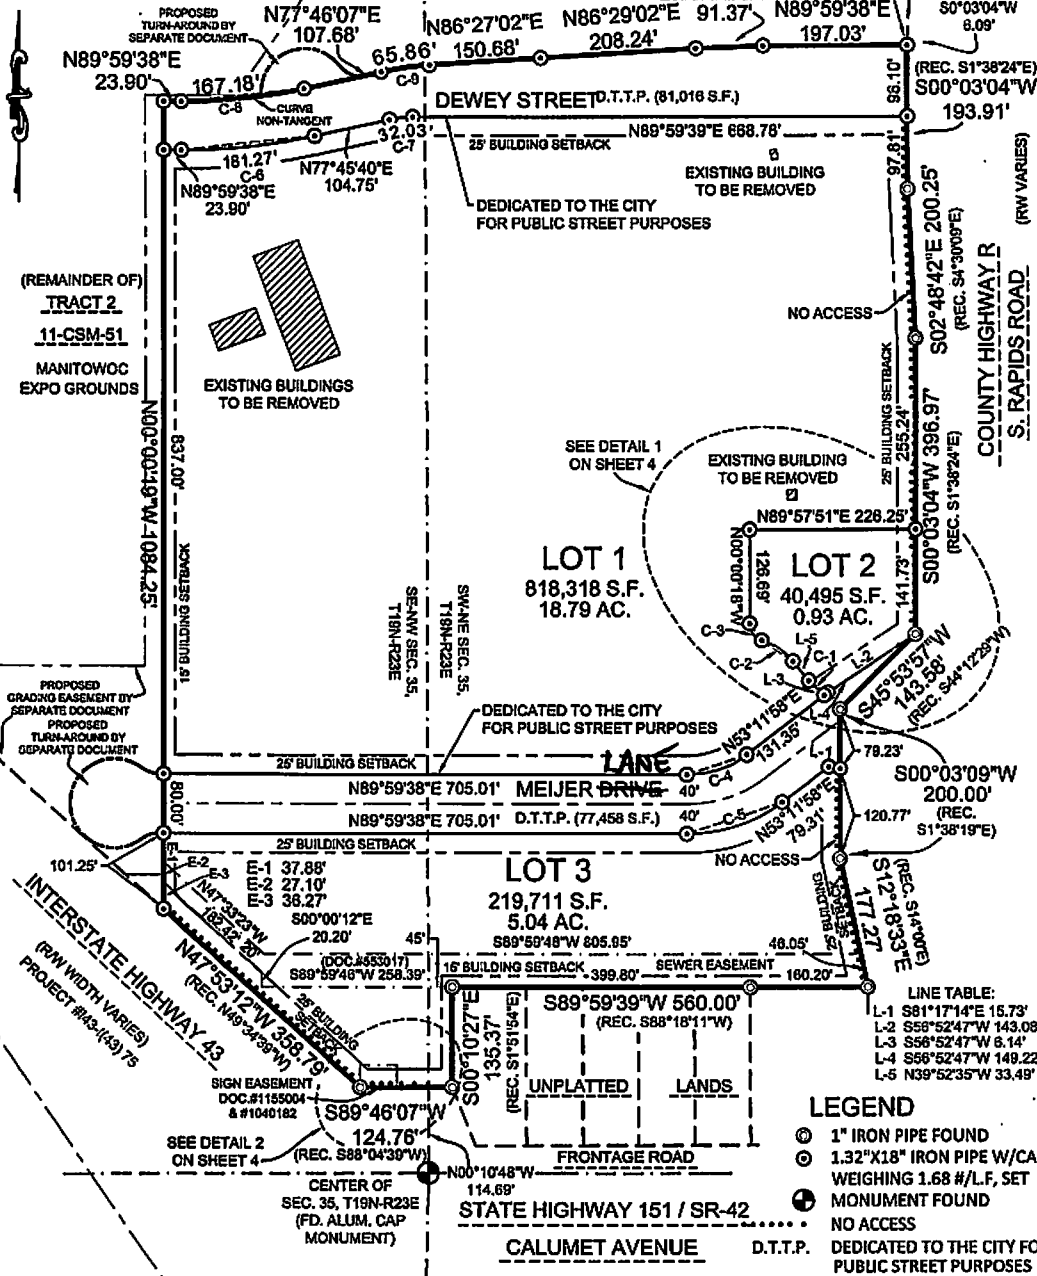 PROPOSED
TURN-AROUND BY
SEPARATE DOCUMENT
N77°46'07"E
107.68'
N86°27'02"E
150.68'
65.86'
C-9
N86°29'02"E
208.24'
91.37'
N89°59'38"E
197.03'
S0°03'04"W
6.09'
(REC. S1°38'24"E)
S00°03'04"W
193.91'
96.10'
97.81'
N89°59'38"E
23.90'
167.18'
C-8
CURVE
NON-TANGENT
DEWEY STREET
D.T.T.P. (81,016 S.F.)
32.03'
C-7
N89°59'39"E 668.78'
25' BUILDING SETBACK
181.27'
C-6
N77°45'40"E
104.75'
N89°59'38"E
23.90'
EXISTING BUILDING
TO BE REMOVED
DEDICATED TO THE CITY
FOR PUBLIC STREET PURPOSES
(RW VARIES)
S02°48'42"E 200.25'
(REC. S4°30'09"E)
NO ACCESS
COUNTY HIGHWAY R
S. RAPIDS ROAD
(REMAINDER OF)
TRACT 2
11-CSM-51
MANITOWOC
EXPO GROUNDS
EXISTING BUILDINGS
TO BE REMOVED
N00°00'19"W 1084.25'
837.00'
15' BUILDING SETBACK
SEE DETAIL 1
ON SHEET 4
EXISTING BUILDING
TO BE REMOVED
25' BUILDING SETBACK
255.24'
S00°03'04"W 396.97'
(REC. S1°38'24"E)
N89°57'51"E 226.25'
N00°00'18"W
126.69'
LOT 1
818,318 S.F.
18.79 AC.
LOT 2
40,495 S.F.
0.93 AC.
141.73'
SE-NW SEC. 35,
T19N-R23E
SW-NE SEC. 35,
T19N-R23E
C-3
C-2
L-5
C-1
L-3
L-2
L-4
S45°53'57"W
143.58'
(REC. S44°12'29"W)
PROPOSED
GRADING EASEMENT BY
SEPARATE DOCUMENT
PROPOSED
TURN-AROUND BY
SEPARATE DOCUMENT
DEDICATED TO THE CITY
FOR PUBLIC STREET PURPOSES
N53°11'58"E
131.35'
C-4
L-1
79.23'
25' BUILDING SETBACK
LANE
N89°59'38"E 705.01'
MEIJER DRIVE
40'
S00°03'09"W
200.00'
(REC.
S1°38'19"E)
80.00'
N89°59'38"E 705.01'
D.T.T.P. (77,458 S.F.)
40'
C-5
N53°11'58"E
79.31'
120.77'
25' BUILDING SETBACK
NO ACCESS
101.25'
E-1
E-2
E-3
E-1 37.88'
E-2 27.10'
E-3 36.27'
LOT 3
219,711 S.F.
5.04 AC.
25' BUILDING
SETBACK
S12°18'33"E
177.27'
(REC. S14°00'E)
N47°33'23"W
182.42'
20'
S00°00'12"E
20.20'
45'
S89°59'48"W 805.95'
(DOC.#553017)
S89°59'46"W 258.39'
46.05'
15' BUILDING SETBACK
399.80'
SEWER EASEMENT
160.20'
INTERSTATE HIGHWAY 43
(R/W WIDTH VARIES)
PROJECT #I43-I(43) 75
N47°53'12"W 358.79'
(REC. N49°34'39"W)
25' BUILDING
SETBACK
S89°59'39"W 560.00'
(REC. S88°18'11"W)
S00°10'27"E
135.37'
(REC. S1°51'54"E)
LINE TABLE:
L-1 S81°17'14"E 15.73'
L-2 S56°52'47"W 143.08
L-3 S56°52'47"W 6.14'
L-4 S56°52'47"W 149.22
L-5 N39°52'35"W 33.49'
SIGN EASEMENT
DOC.#1155004
& #1040182
UNPLATTED LANDS
S89°46'07"W
124.76'
(REC. S88°04'39"W)
SEE DETAIL 2
ON SHEET 4
FRONTAGE ROAD
N00°10'48"W
114.69'
CENTER OF
SEC. 35, T19N-R23E
(FD. ALUM. CAP
MONUMENT)
STATE HIGHWAY 151 / SR-42
CALUMET AVENUE
LEGEND
1" IRON PIPE FOUND
1.32"X18" IRON PIPE W/CA
WEIGHING 1.68 #/L.F, SET
MONUMENT FOUND
NO ACCESS
D.T.T.P. DEDICATED TO THE CITY FO
PUBLIC STREET PURPOSES